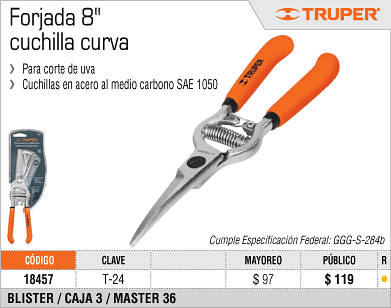 Forjada 8"
cuchilla curva
TRUPER
Para corte de uva
Cuchillas en acero al medio carbono SAE 1050
TRUPER
TRUPER
Cumple Especificación Federal: GGG-S-284b
CÓDIGO CLAVE MAYOREO PÚBLICO R
18457 T-24 $ 97 $ 119
BLISTER / CAJA 3 / MASTER 36